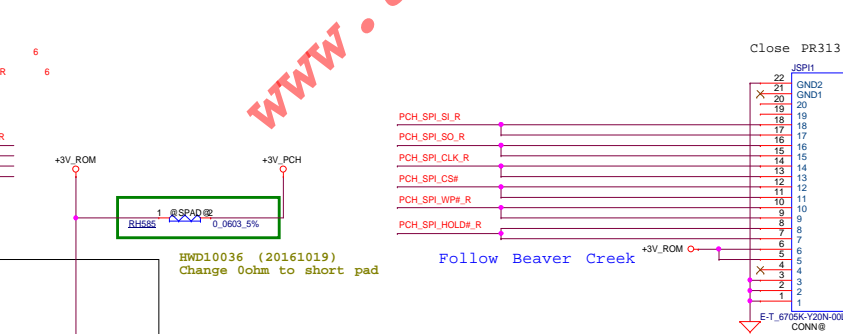 www.
6
R 6
R
Close PR313
JSPI1
22 GND2
21 GND1
20 20
19 19
PCH_SPI_SI_R 18 18
17 17
PCH_SPI_SO_R 16 16
15 15
PCH_SPI_CLK_R 14 14
13 13
PCH_SPI_CS# 12 12
11 11
PCH_SPI_WP#_R 10 10
9 9
PCH_SPI_HOLD#_R 8 8
7 7
+3V_ROM 6 6
5 5
4 4
3 3
2 2
1 1
E-T_6705K-Y20N-00L
CONN@
+3V_ROM +3V_PCH
1 @SPAD@ 2
RH585 0_0603_5%
HWD10036 (20161019)
Change 0ohm to short pad
Follow Beaver Creek